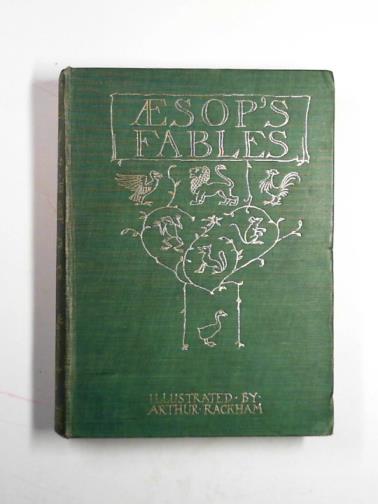 ÆSOP'S
FABLES
ILLUSTRATED·BY·
ARTHUR·RACKHAM